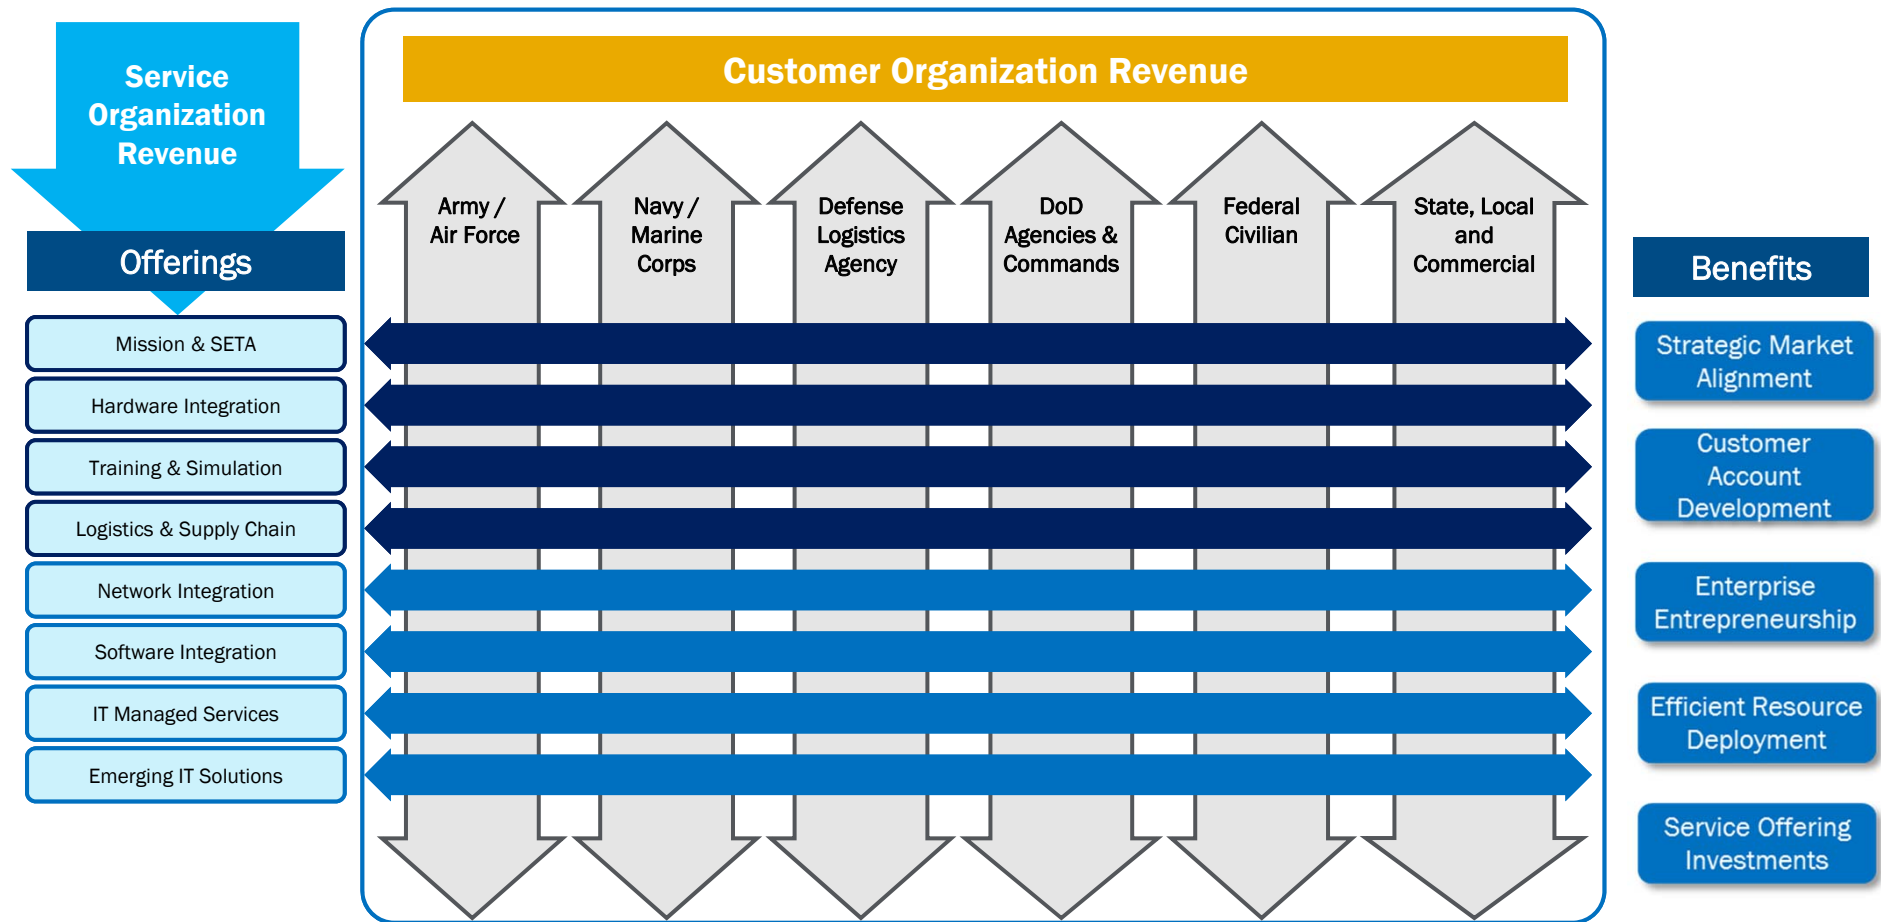 Service
Organization
Revenue
Customer Organization Revenue
Army /
Air Force
Navy /
Marine
Corps
Defense
Logistics
Agency
DoD
Agencies &
Commands
Federal
Civilian
State, Local
and
Commercial
Offerings
Mission & SETA
Hardware Integration
Training & Simulation
Logistics & Supply Chain
Network Integration
Software Integration
IT Managed Services
Emerging IT Solutions
Benefits
Strategic Market
Alignment
Customer
Account
Development
Enterprise
Entrepreneurship
Efficient Resource
Deployment
Service Offering
Investments